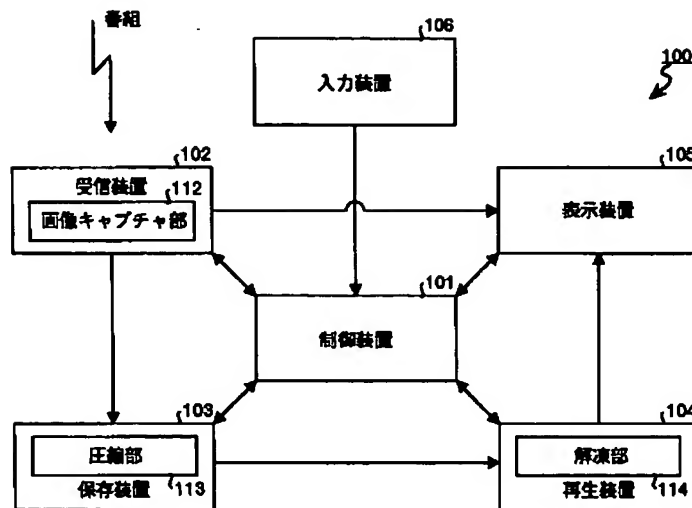 番組
106
入力装置
100
102
受信装置
112
画像キャプチャ部
105
表示装置
101
制御装置
103
圧縮部
保存装置
113
104
解凍部
再生装置
114